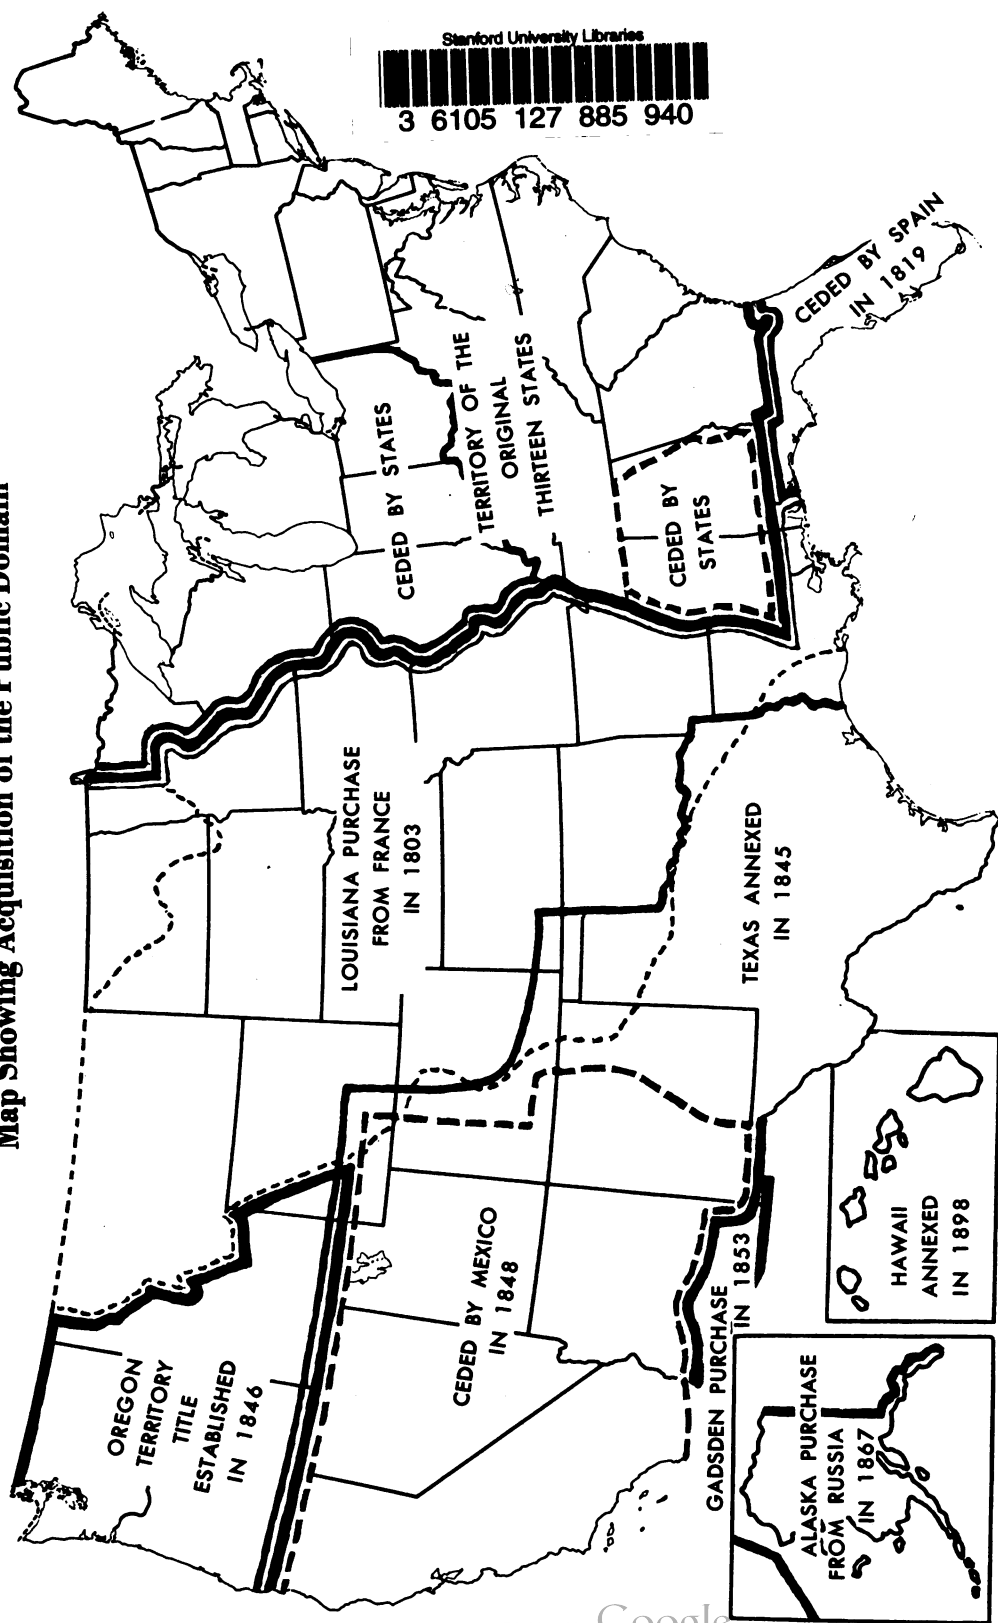 Map Showing Acquisition of the Public Domain
Stanford University Libraries
3 6105 127 885 940
OREGON
TERRITORY
TITLE
ESTABLISHED
IN 1846
LOUISIANA PURCHASE
FROM FRANCE
IN 1803
CEDED BY STATES
TERRITORY OF THE
ORIGINAL
THIRTEEN STATES
CEDED BY MEXICO
IN 1848
CEDED BY
STATES
GADSDEN PURCHASE
IN 1853
TEXAS ANNEXED
IN 1845
CEDED BY SPAIN
IN 1819
ALASKA PURCHASE
FROM RUSSIA
IN 1867
HAWAII
ANNEXED
IN 1898
Google